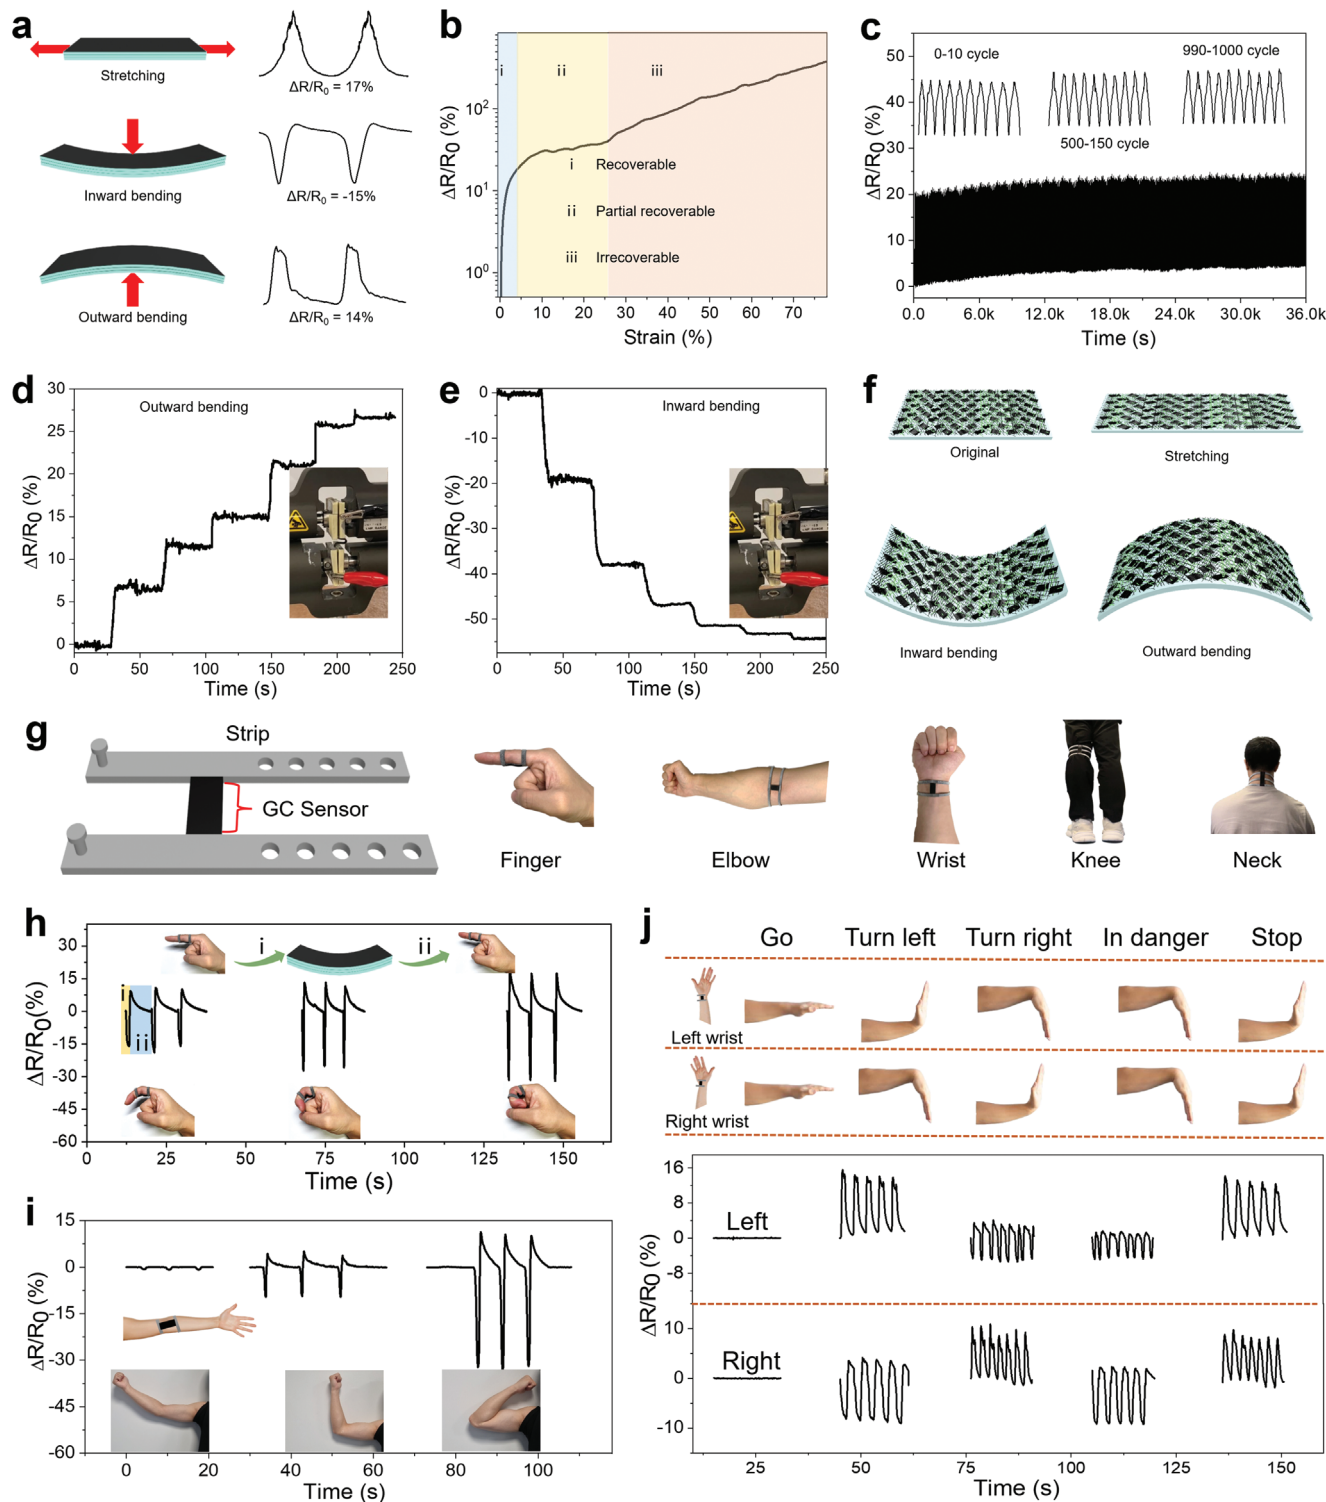 a
Stretching
ΔR/R0 = 17%
Inward bending
ΔR/R0 = -15%
Outward bending
ΔR/R0 = 14%
b
ΔR/R0 (%)
10²
10¹
10⁰
i
ii
iii
i Recoverable
ii Partial recoverable
iii Irrecoverable
0 10 20 30 40 50 60 70
Strain (%)
c
ΔR/R0 (%)
50
40
30
20
10
0
0-10 cycle
990-1000 cycle
500-150 cycle
0.0 6.0k 12.0k 18.0k 24.0k 30.0k 36.0k
Time (s)
d
ΔR/R0 (%)
30
25
20
15
10
5
0
Outward bending
0 50 100 150 200 250
Time (s)
e
ΔR/R0 (%)
0
-10
-20
-30
-40
-50
Inward bending
0 50 100 150 200 250
Time (s)
f
Original
Stretching
Inward bending
Outward bending
g
Strip
GC Sensor
Finger
Elbow
Wrist
Knee
Neck
h
ΔR/R0(%)
30
15
0
-15
-30
-45
-60
i
ii
i
ii
0 25 50 75 100 125 150
Time (s)
i
ΔR/R0 (%)
15
0
-15
-30
-45
-60
0 20 40 60 80 100
Time (s)
j
Go Turn left Turn right In danger Stop
Left wrist
Right wrist
ΔR/R0 (%)
16
8
0
-8
Left
10
0
-10
Right
25 50 75 100 125 150
Time (s)